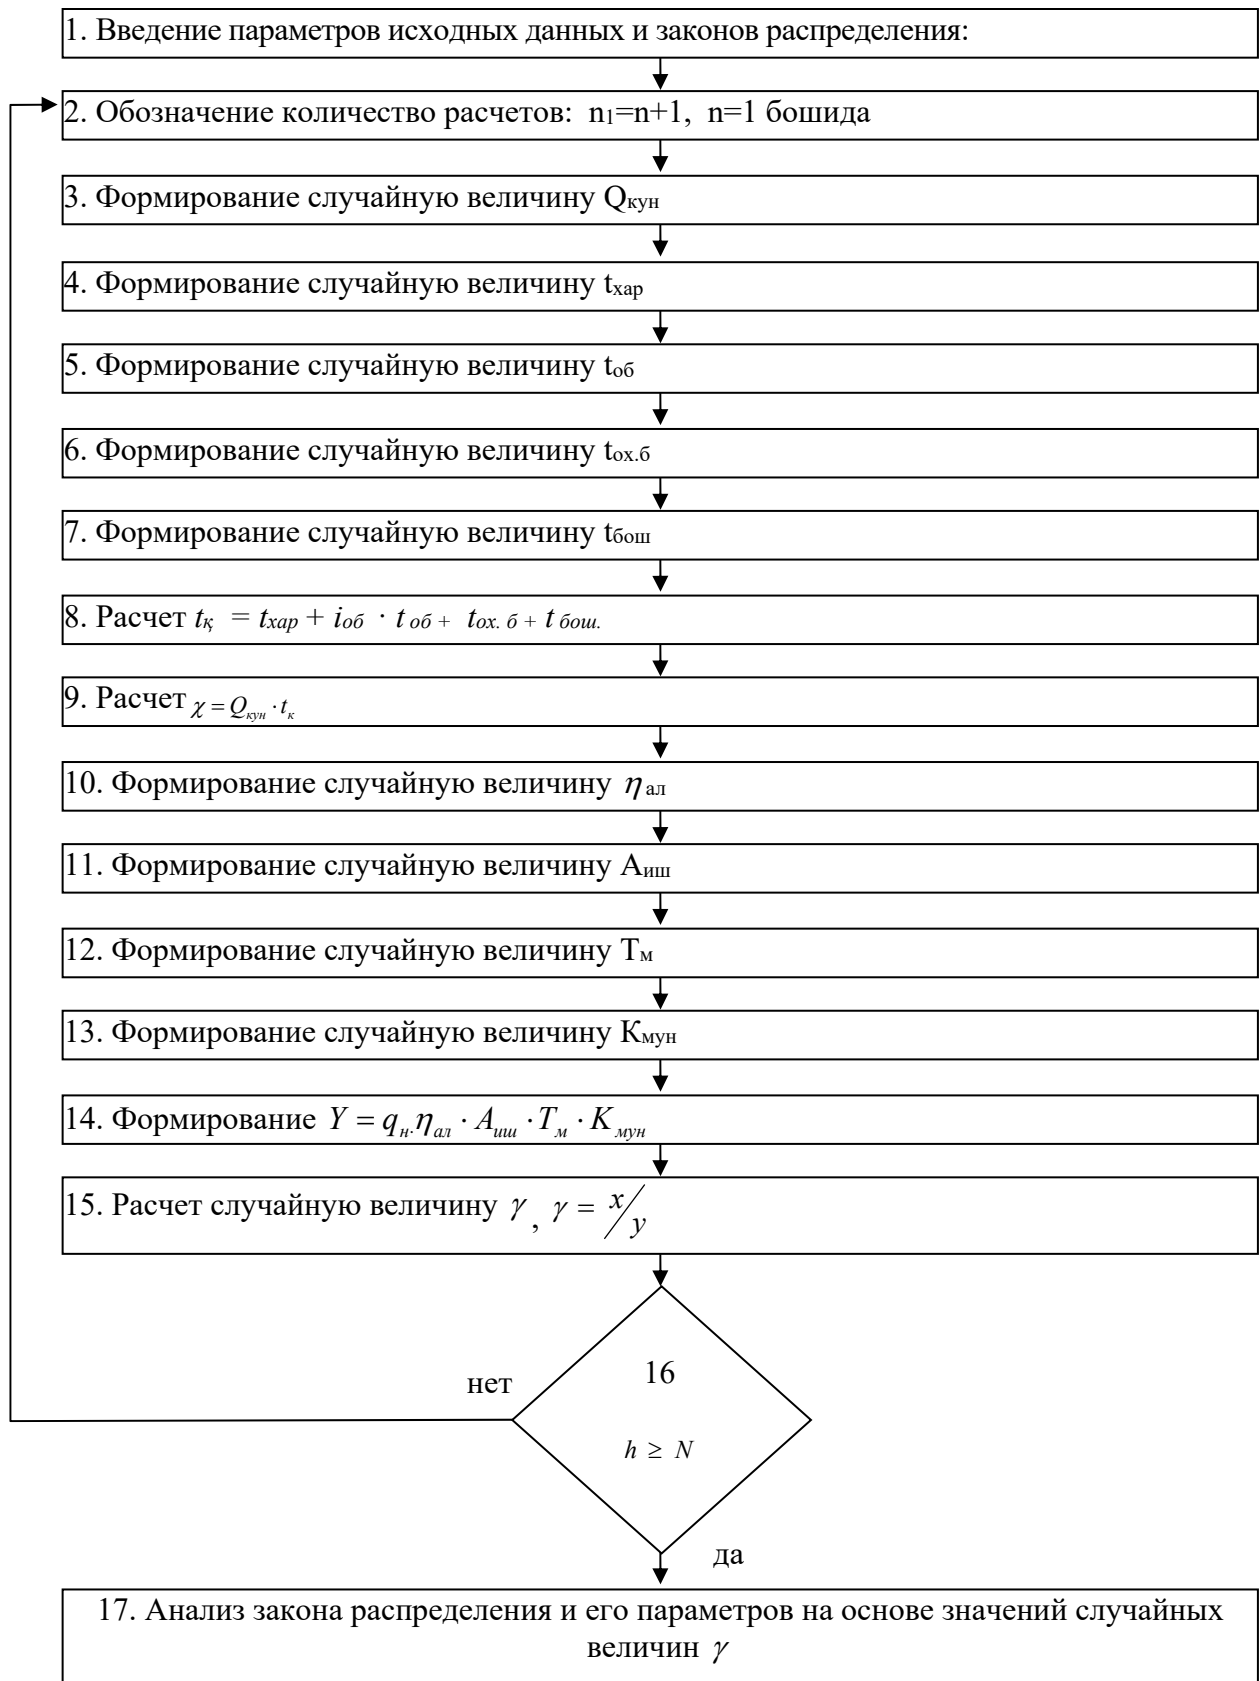 1. Введение параметров исходных данных и законов распределения:
2. Обозначение количество расчетов: n₁=n+1, n=1 бошида
3. Формирование случайную величину Qкун
4. Формирование случайную величину tхар
5. Формирование случайную величину tоб
6. Формирование случайную величину tох.б
7. Формирование случайную величину tбош
8. Расчет tқ = tхар + iоб · t об + tох. б + t бош.
9. Расчет χ = Qкун · tк
10. Формирование случайную величину η ал
11. Формирование случайную величину Аиш
12. Формирование случайную величину Тм
13. Формирование случайную величину Кмун
14. Формирование Y = qн. ηал · Aиш · Tм · K мун
15. Расчет случайную величину γ , γ = x/y
16
нет
h ≥ N
да
17. Анализ закона распределения и его параметров на основе значений случайных
величин γ